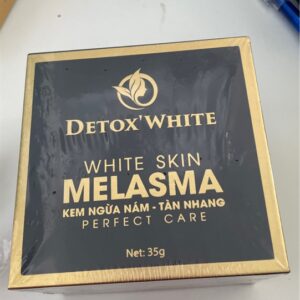 DETOX'WHITE
WHITE SKIN
MELASMA
KEM NGỪA NÁM - TÀN NHANG
PERFECT CARE
Net: 35g